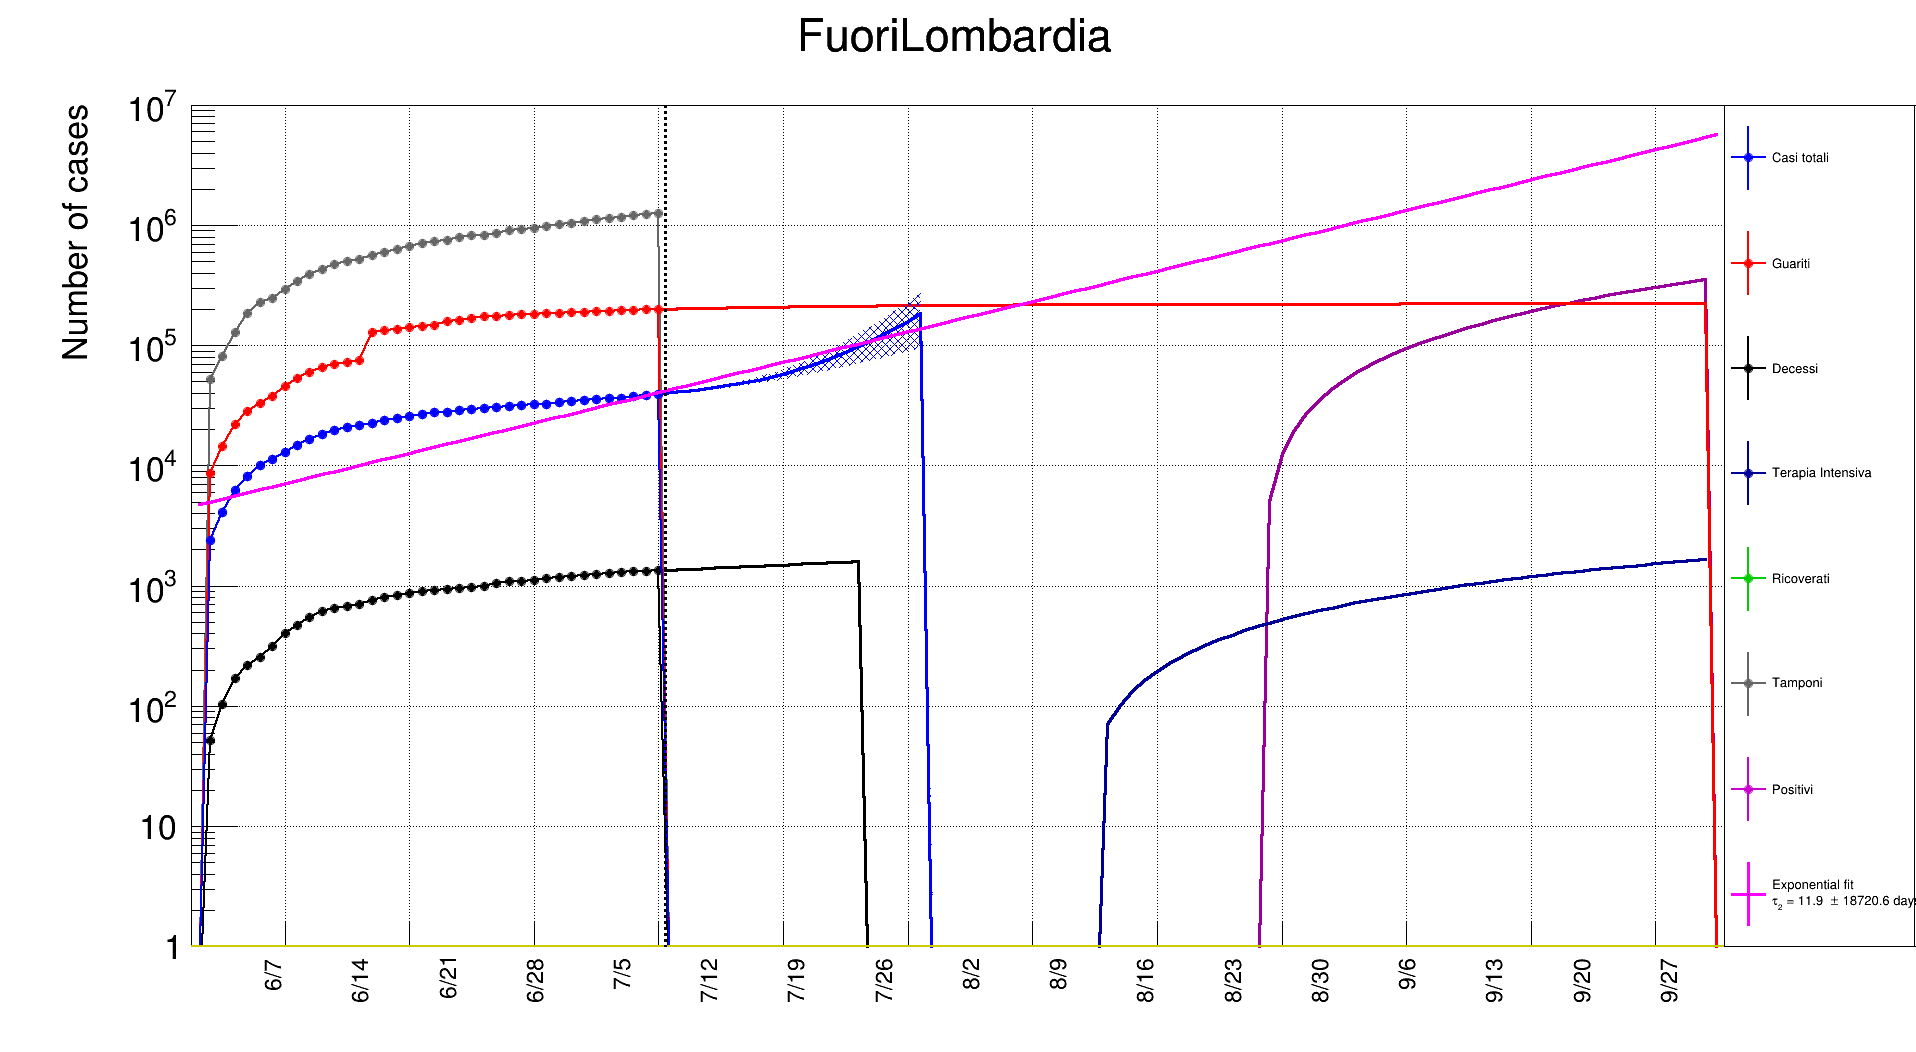 FuoriLombardia
Number of cases
10^7
10^6
10^5
10^4
10^3
10^2
10
1
6/7
6/14
6/21
6/28
7/5
7/12
7/19
7/26
8/2
8/9
8/16
8/23
8/30
9/6
9/13
9/20
9/27
Casi totali
Guariti
Decessi
Terapia Intensiva
Ricoverati
Tamponi
Positivi
Exponential fit
τ₂ = 11.9 ± 18720.6 day